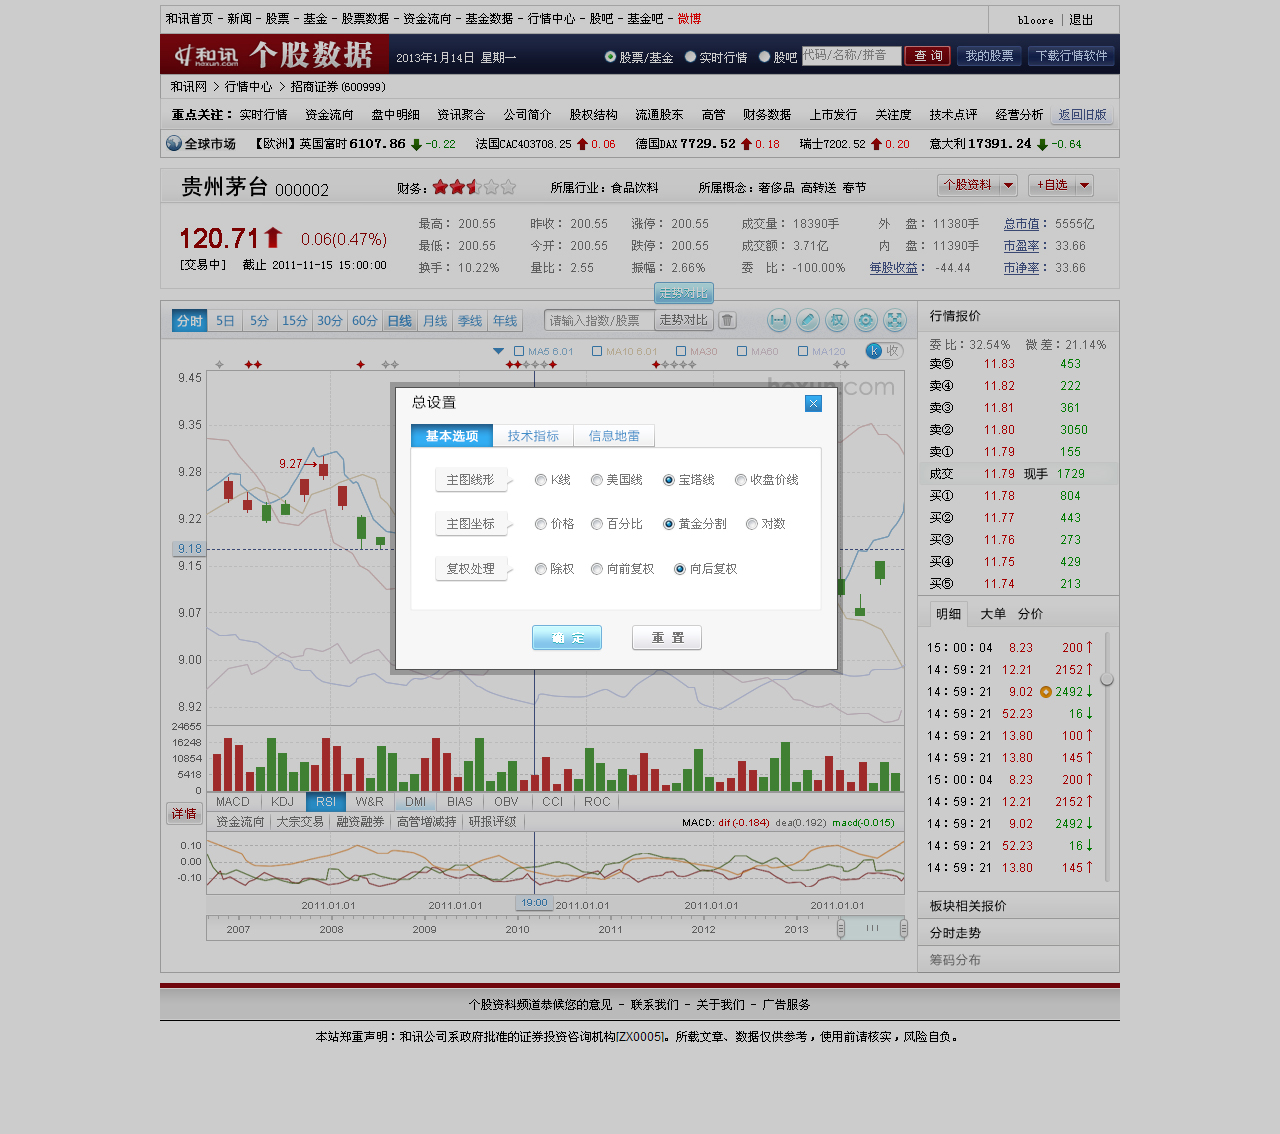 和讯首页 - 新闻 - 股票 - 基金 - 股票数据 - 资金流向 - 基金数据 - 行情中心 - 股吧 - 基金吧 - 微博
bloore | 退出
和讯 hexun.com 个股数据 2013年1月14日 星期一 股票/基金 实时行情 股吧 代码/名称/拼音 查 询 我的股票 下载行情软件
和讯网 > 行情中心 > 招商证券(600999)
重点关注： 实时行情 资金流向 盘中明细 资讯聚合 公司简介 股权结构 流通股东 高管 财务数据 上市发行 关注度 技术点评 经营分析 返回旧版
全球市场 【欧洲】英国富时6107.86 -0.22 法国CAC403708.25 0.06 德国DAX7729.52 0.18 瑞士7202.52 0.20 意大利17391.24 -0.64
贵州茅台 000002 财务： 所属行业：食品饮料 所属概念：奢侈品 高转送 春节 个股资料 +自选
120.71 0.06(0.47%)
[交易中] 截止 2011-11-15 15:00:00
最高： 200.55 昨收： 200.55 涨停： 200.55 成交量： 18390手 外 盘： 11380手 总市值： 5555亿
最低： 200.55 今开： 200.55 跌停： 200.55 成交额： 3.71亿 内 盘： 11390手 市盈率： 33.66
换手： 10.22% 量比： 2.55 振幅： 2.66% 委 比： -100.00% 每股收益： -44.44 市净率： 33.66
走势对比
分时 5日 5分 15分 30分 60分 日线 月线 季线 年线 请输入指数/股票 走势对比 权
MA5 6.01 MA10 6.01 MA30 MA60 MA120 k 收
hexun.com
9.45
9.35
9.28
9.22
9.18
9.15
9.07
9.00
8.92
9.27
总设置
基本选项 技术指标 信息地雷
主图线形 K线 美国线 宝塔线 收盘价线
主图坐标 价格 百分比 黄金分割 对数
复权处理 除权 向前复权 向后复权
确 定 重 置
24655
16248
10854
5418
0
MACD KDJ RSI W&R DMI BIAS OBV CCI ROC
详情
资金流向 大宗交易 融资融券 高管增减持 研报评级
MACD: dif (-0.184) dea(0.192) macd(-0.015)
0.10
0.00
-0.10
2011.01.01 2011.01.01 19:00 2011.01.01 2011.01.01 2011.01.01
2007 2008 2009 2010 2011 2012 2013
行情报价
委 比：32.54% 微 差：21.14%
卖⑤ 11.83 453
卖④ 11.82 222
卖③ 11.81 361
卖② 11.80 3050
卖① 11.79 155
成交 11.79 现手 1729
买① 11.78 804
买② 11.77 443
买③ 11.76 273
买④ 11.75 429
买⑤ 11.74 213
明细 大单 分价
15：00：04 8.23 200↑
14：59：21 12.21 2152↑
14：59：21 9.02 2492↓
14：59：21 52.23 16↓
14：59：21 13.80 100↑
14：59：21 13.80 145↑
15：00：04 8.23 200↑
14：59：21 12.21 2152↑
14：59：21 9.02 2492↓
14：59：21 52.23 16↓
14：59：21 13.80 145↑
板块相关报价
分时走势
筹码分布
个股资料频道恭候您的意见 - 联系我们 - 关于我们 - 广告服务
本站郑重声明：和讯公司系政府批准的证券投资咨询机构[ZX0005]。所载文章、数据仅供参考，使用前请核实，风险自负。